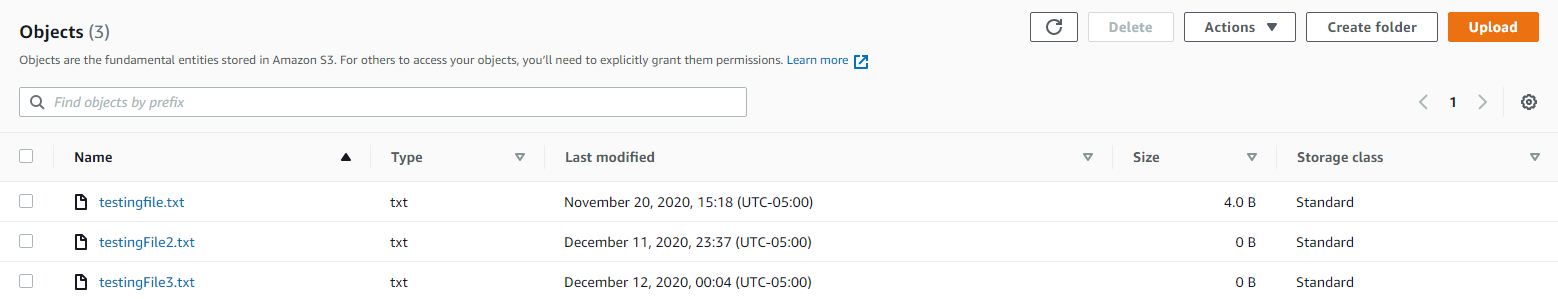 Objects (3)
Delete
Actions
Create folder
Upload
Objects are the fundamental entities stored in Amazon S3. For others to access your objects, you'll need to explicitly grant them permissions. Learn more
Find objects by prefix
1
Name Type Last modified Size Storage class
testingfile.txt txt November 20, 2020, 15:18 (UTC-05:00) 4.0 B Standard
testingFile2.txt txt December 11, 2020, 23:37 (UTC-05:00) 0 B Standard
testingFile3.txt txt December 12, 2020, 00:04 (UTC-05:00) 0 B Standard